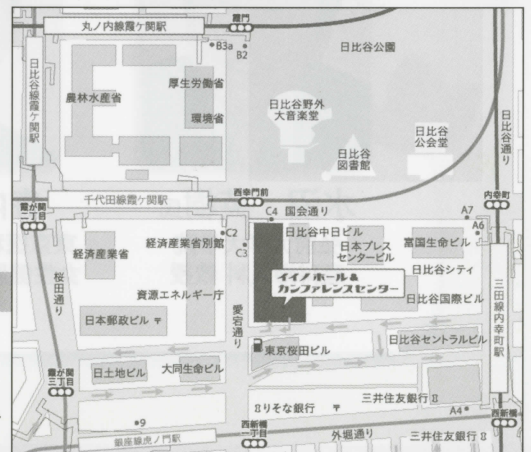 丸ノ内線霞ケ関駅
霞門
B3a
B2
日比谷公園
日比谷線霞ケ関駅
農林水産省
厚生労働省
環境省
日比谷野外
大音楽堂
日比谷
図書館
日比谷
公会堂
日比谷通り
千代田線霞ケ関駅
西幸門前
内幸町
霞が関
二丁目
C4
国会通り
A7
A6
C2
C3
経済産業省
経済産業省別館
日比谷中日ビル
日本プレス
センタービル
富国生命ビル
日比谷シティ
イイノホール&
カンファレンスセンター
日比谷国際ビル
桜田通り
資源エネルギー庁
愛宕通り
三田線内幸町駅
日本郵政ビル 〒
東京桜田ビル
日比谷セントラルビル
日土地ビル
大同生命ビル
霞が関
三丁目
りそな銀行
〒
三井住友銀行
9
A4
西新橋
西新橋
一丁目
銀座線虎ノ門駅
外堀通り
三井住友銀行